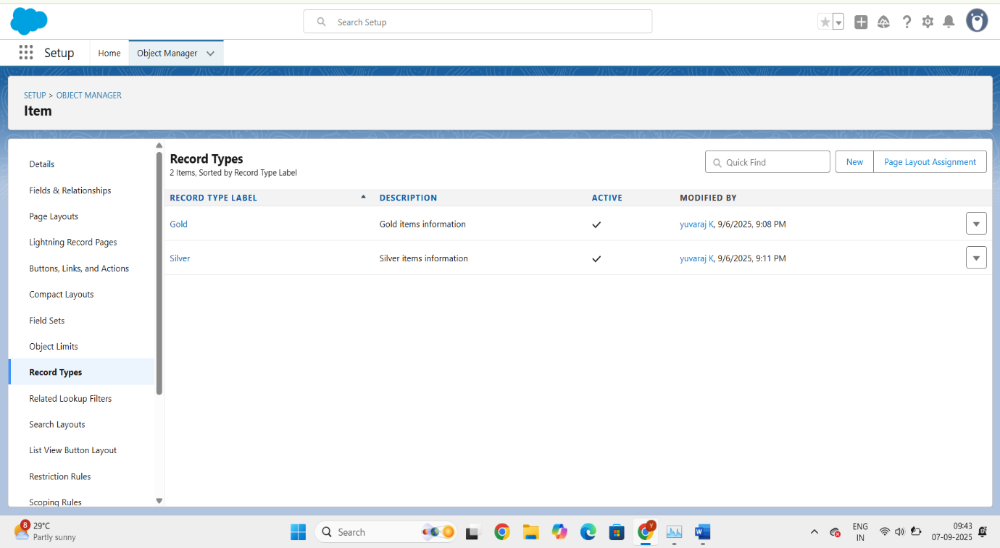 Search Setup
Setup
Home
Object Manager
SETUP > OBJECT MANAGER
Item
Details
Fields & Relationships
Page Layouts
Lightning Record Pages
Buttons, Links, and Actions
Compact Layouts
Field Sets
Object Limits
Record Types
Related Lookup Filters
Search Layouts
List View Button Layout
Restriction Rules
Scoping Rules
Record Types
2 Items, Sorted by Record Type Label
Quick Find
New
Page Layout Assignment
RECORD TYPE LABEL DESCRIPTION ACTIVE MODIFIED BY
Gold Gold items information yuvaraj K, 9/6/2025, 9:08 PM
Silver Silver items information yuvaraj K, 9/6/2025, 9:11 PM
8
29°C
Partly sunny
Search
Y
ENG
IN
09:43
07-09-2025